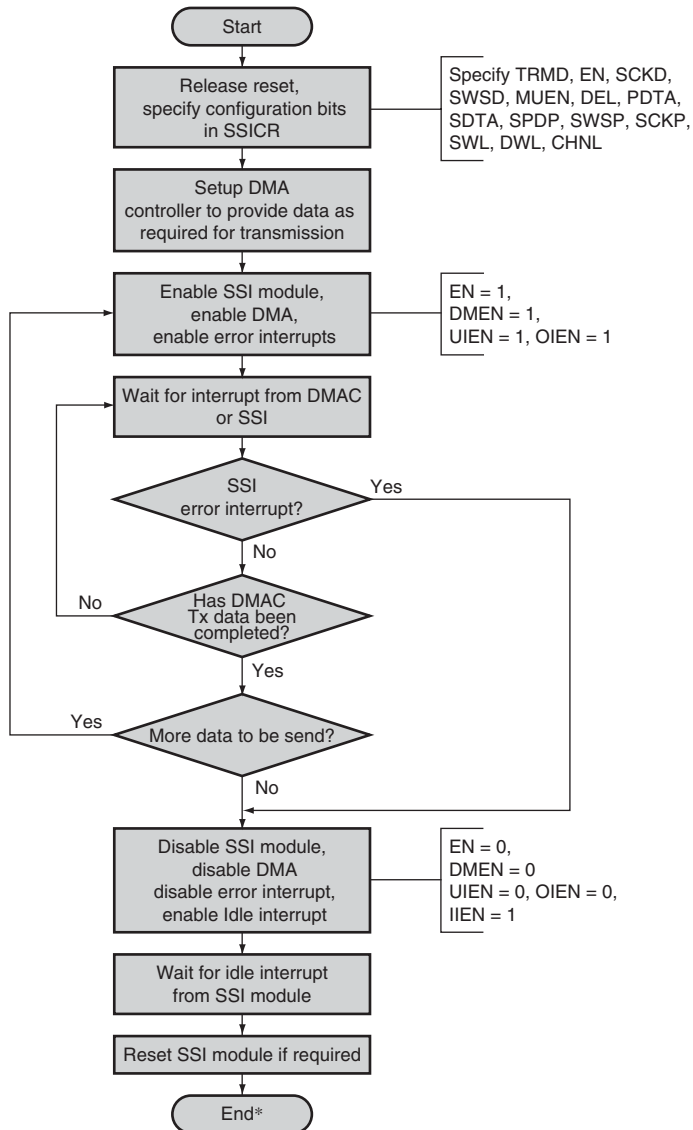 Start
Release reset,
specify configuration bits
in SSICR
Specify TRMD, EN, SCKD,
SWSD, MUEN, DEL, PDTA,
SDTA, SPDP, SWSP, SCKP,
SWL, DWL, CHNL
Setup DMA
controller to provide data as
required for transmission
Enable SSI module,
enable DMA,
enable error interrupts
EN = 1,
DMEN = 1,
UIEN = 1, OIEN = 1
Wait for interrupt from DMAC
or SSI
SSI
error interrupt?
Yes
No
Has DMAC
Tx data been
completed?
No
Yes
More data to be send?
Yes
No
Disable SSI module,
disable DMA
disable error interrupt,
enable Idle interrupt
EN = 0,
DMEN = 0
UIEN = 0, OIEN = 0,
IIEN = 1
Wait for idle interrupt
from SSI module
Reset SSI module if required
End*